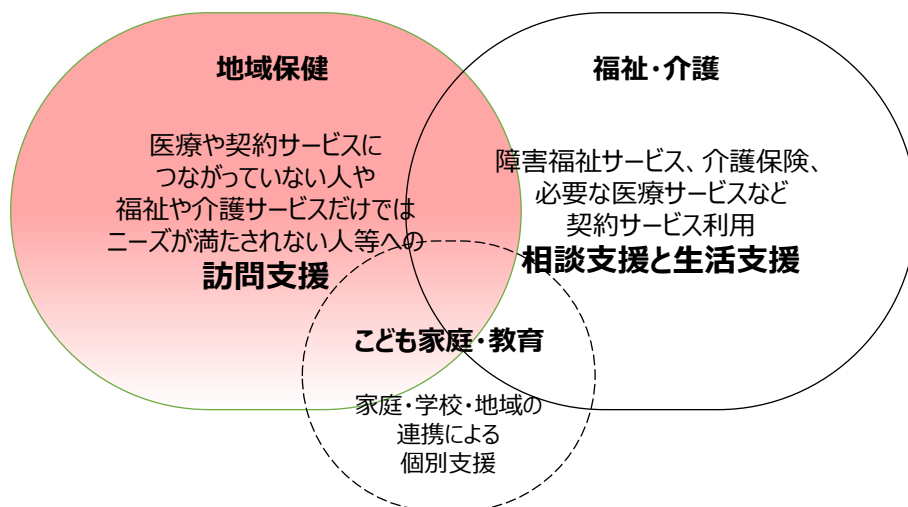 地域保健
医療や契約サービスに
つながっていない人や
福祉や介護サービスだけでは
ニーズが満たされない人等への
訪問支援
福祉・介護
障害福祉サービス、介護保険、
必要な医療サービスなど
契約サービス利用
相談支援と生活支援
こども家庭・教育
家庭・学校・地域の
連携による
個別支援